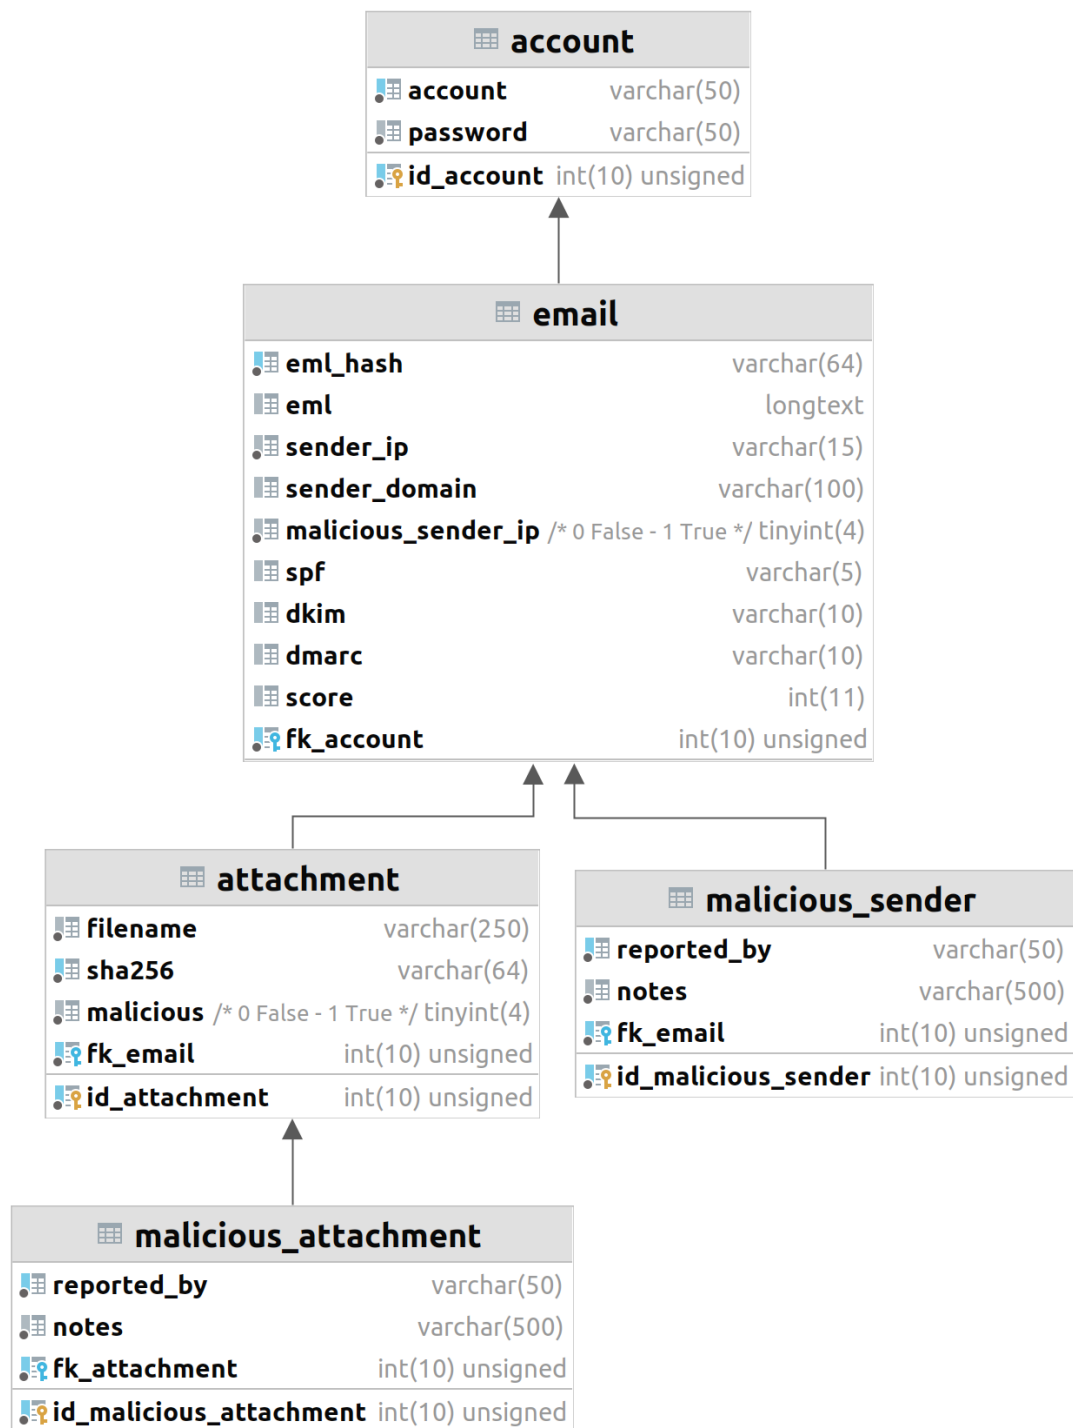 account
account varchar(50)
password varchar(50)
id_account int(10) unsigned
email
eml_hash varchar(64)
eml longtext
sender_ip varchar(15)
sender_domain varchar(100)
malicious_sender_ip /* 0 False - 1 True */ tinyint(4)
spf varchar(5)
dkim varchar(10)
dmarc varchar(10)
score int(11)
fk_account int(10) unsigned
attachment
filename varchar(250)
sha256 varchar(64)
malicious /* 0 False - 1 True */ tinyint(4)
fk_email int(10) unsigned
id_attachment int(10) unsigned
malicious_sender
reported_by varchar(50)
notes varchar(500)
fk_email int(10) unsigned
id_malicious_sender int(10) unsigned
malicious_attachment
reported_by varchar(50)
notes varchar(500)
fk_attachment int(10) unsigned
id_malicious_attachment int(10) unsigned